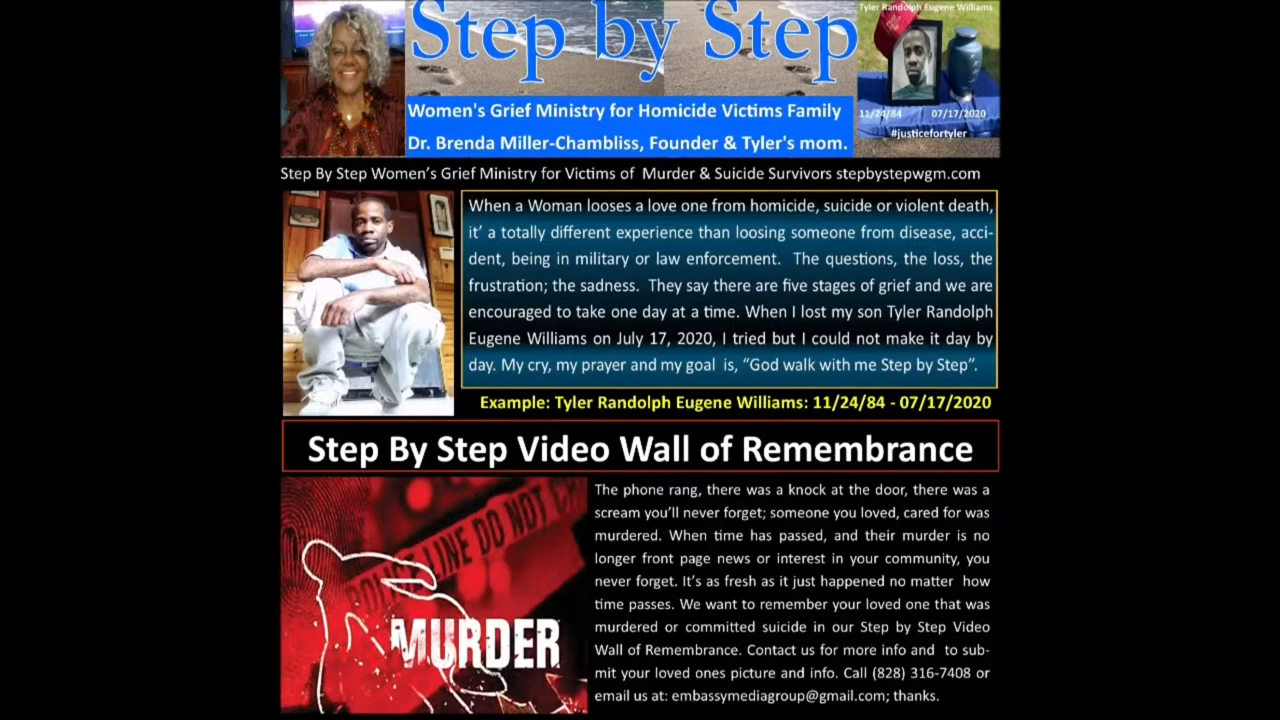 Step by Step
Tyler Randolph Eugene Williams
Women's Grief Ministry for Homicide Victims Family
Dr. Brenda Miller-Chambliss, Founder & Tyler's mom.
11/24/84 07/17/2020
#justicefortyler
Step By Step Women's Grief Ministry for Victims of Murder & Suicide Survivors stepbystepwgm.com
When a Woman looses a love one from homicide, suicide or violent death,
it' a totally different experience than loosing someone from disease, acci-
dent, being in military or law enforcement. The questions, the loss, the
frustration; the sadness. They say there are five stages of grief and we are
encouraged to take one day at a time. When I lost my son Tyler Randolph
Eugene Williams on July 17, 2020, I tried but I could not make it day by
day. My cry, my prayer and my goal is, “God walk with me Step by Step”.
Example: Tyler Randolph Eugene Williams: 11/24/84 - 07/17/2020
Step By Step Video Wall of Remembrance
LINE DO NOT
MURDER
The phone rang, there was a knock at the door, there was a
scream you'll never forget; someone you loved, cared for was
murdered. When time has passed, and their murder is no
longer front page news or interest in your community, you
never forget. It's as fresh as it just happened no matter how
time passes. We want to remember your loved one that was
murdered or committed suicide in our Step by Step Video
Wall of Remembrance. Contact us for more info and to sub-
mit your loved ones picture and info. Call (828) 316-7408 or
email us at: embassymediagroup@gmail.com; thanks.